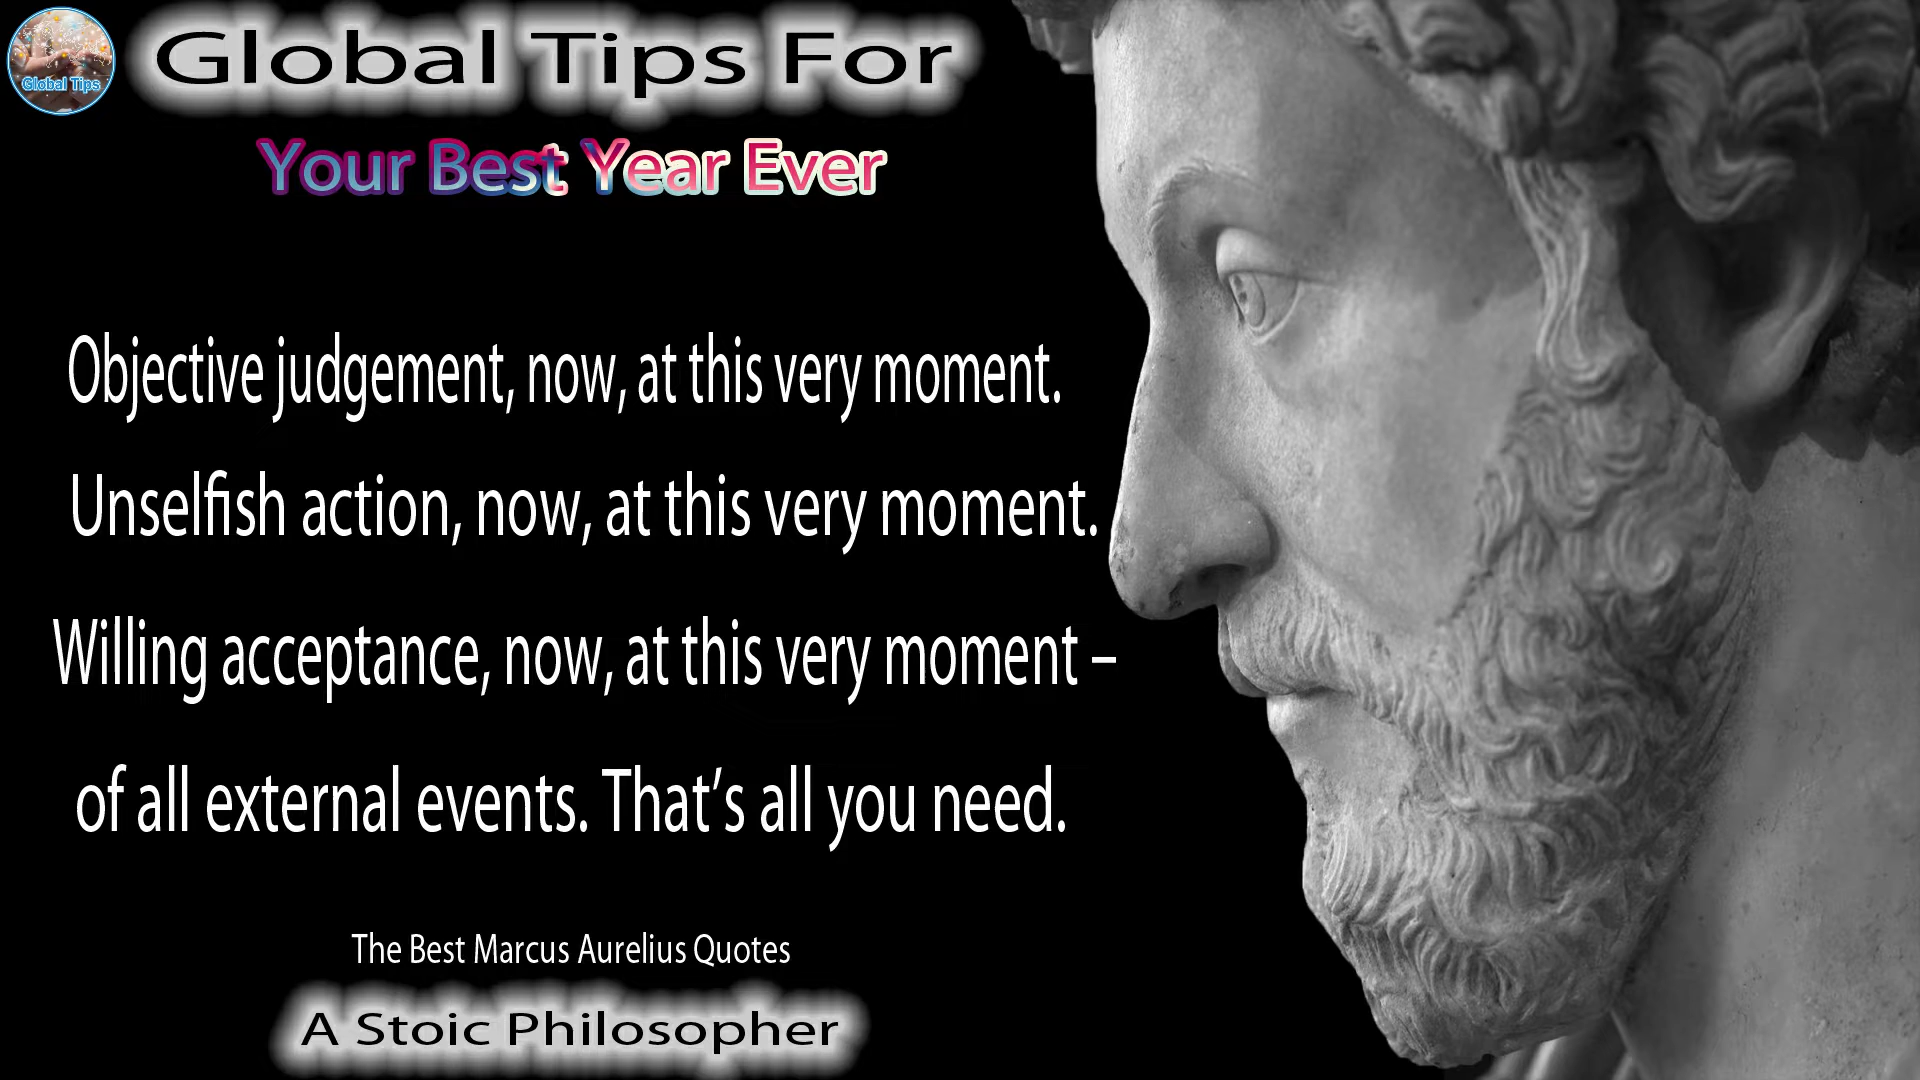 Global Tips
Global Tips For
Your Best Year Ever
Objective judgement, now, at this very moment.
Unselfish action, now, at this very moment.
Willing acceptance, now, at this very moment –
of all external events. That’s all you need.
The Best Marcus Aurelius Quotes
A Stoic Philosopher